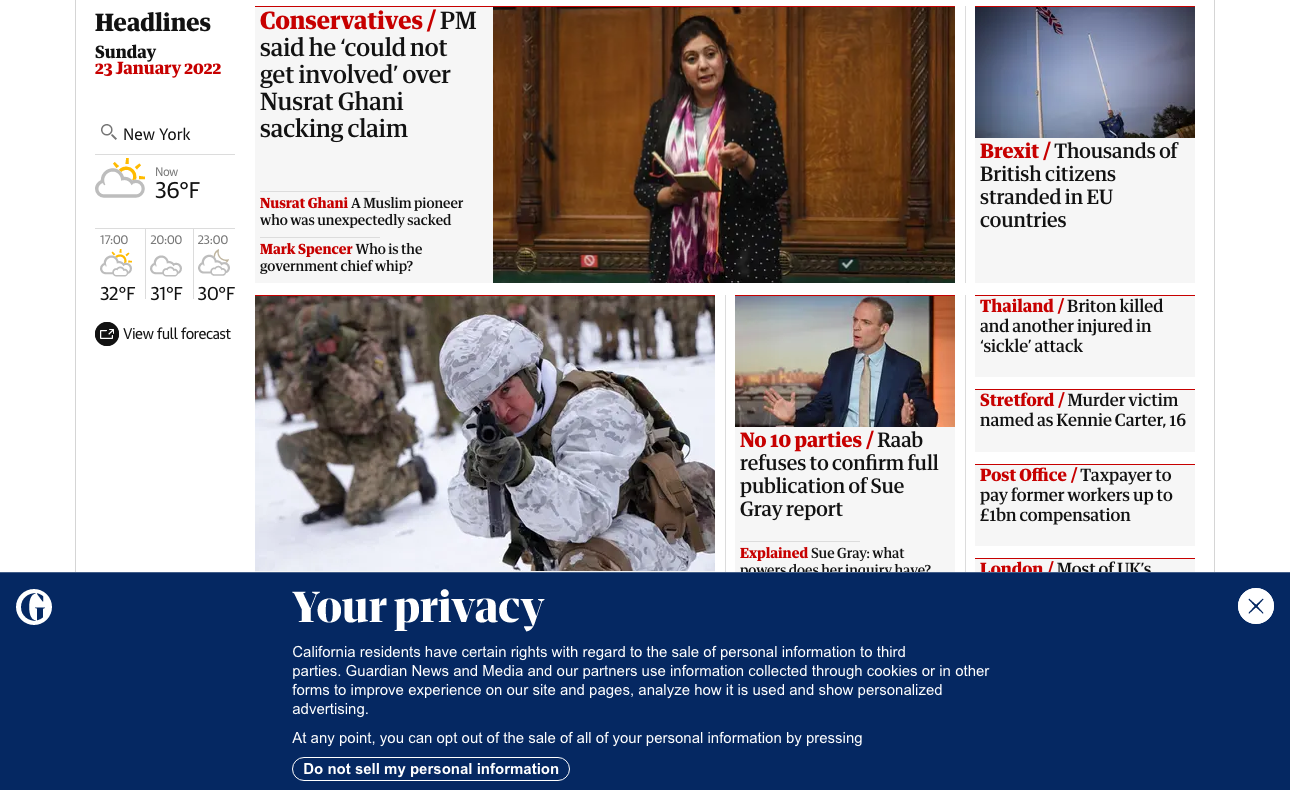 Headlines
Sunday
23 January 2022
New York
Now
36°F
17:00
20:00
23:00
32°F
31°F
30°F
View full forecast
Conservatives / PM
said he ‘could not
get involved’ over
Nusrat Ghani
sacking claim
Nusrat Ghani A Muslim pioneer
who was unexpectedly sacked
Mark Spencer Who is the
government chief whip?
Brexit / Thousands of
British citizens
stranded in EU
countries
No 10 parties / Raab
refuses to confirm full
publication of Sue
Gray report
Explained Sue Gray: what
powers does her inquiry have?
Thailand / Briton killed
and another injured in
‘sickle’ attack
Stretford / Murder victim
named as Kennie Carter, 16
Post Office / Taxpayer to
pay former workers up to
£1bn compensation
London / Most of UK’s
Your privacy
California residents have certain rights with regard to the sale of personal information to third
parties. Guardian News and Media and our partners use information collected through cookies or in other
forms to improve experience on our site and pages, analyze how it is used and show personalized
advertising.
At any point, you can opt out of the sale of all of your personal information by pressing
Do not sell my personal information